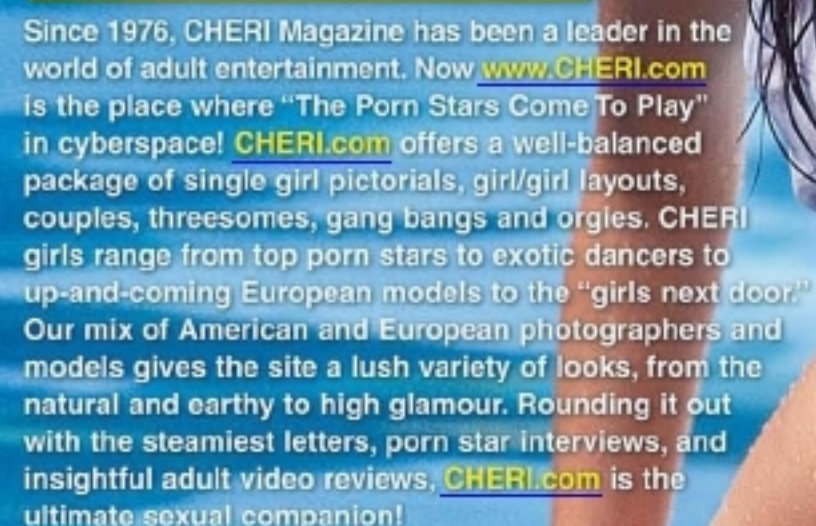 Since 1976, CHERI Magazine has been a leader in the
world of adult entertainment. Now www.CHERI.com
is the place where “The Porn Stars Come To Play”
in cyberspace! CHERI.com offers a well-balanced
package of single girl pictorials, girl/girl layouts,
couples, threesomes, gang bangs and orgies. CHERI
girls range from top porn stars to exotic dancers to
up-and-coming European models to the “girls next door.”
Our mix of American and European photographers and
models gives the site a lush variety of looks, from the
natural and earthy to high glamour. Rounding it out
with the steamiest letters, porn star interviews, and
insightful adult video reviews, CHERI.com is the
ultimate sexual companion!